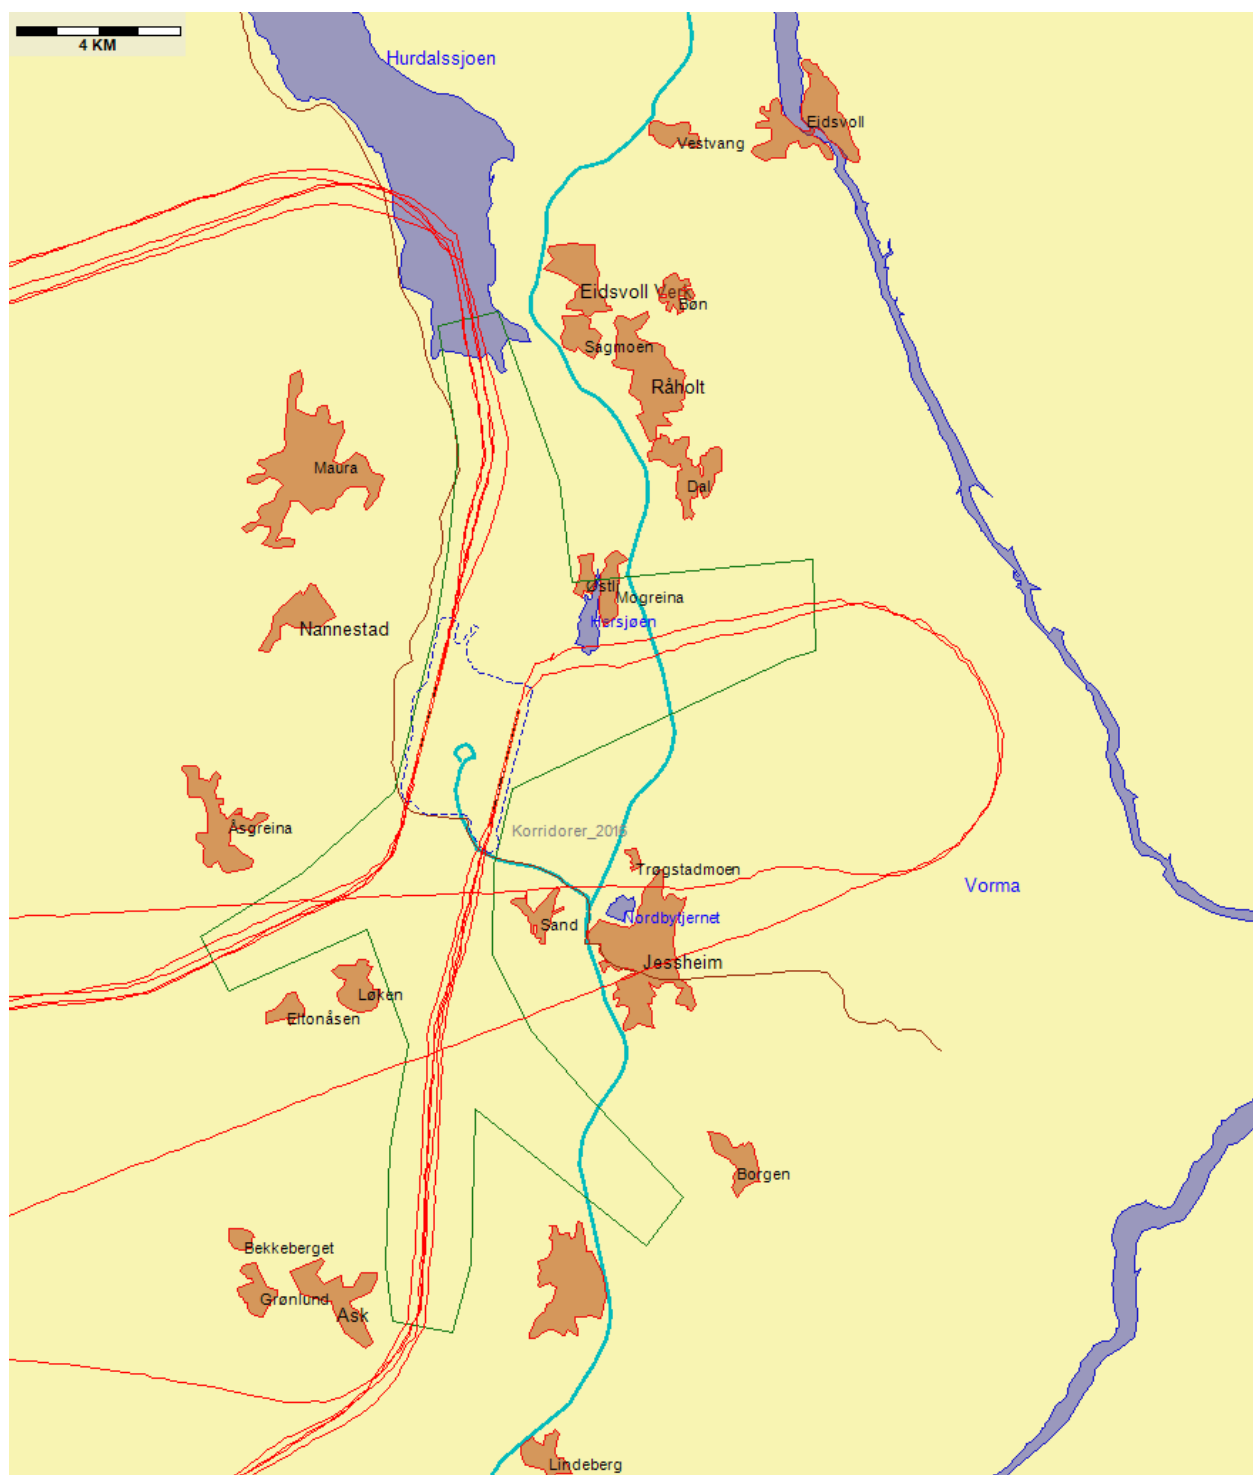 4 KM
Hurdalssjoen
Eidsvoll
Vestvang
Eidsvoll Verk
Bøn
Sagmoen
Råholt
Maura
Dal
Østli
Mogreina
Hersjøen
Nannestad
Åsgreina
Korridorer_2016
Trøgstadmoen
Vorma
Nordbytjernet
Sand
Jessheim
Løken
Eltonåsen
Borgen
Bekkeberget
Grønlund
Ask
Lindeberg